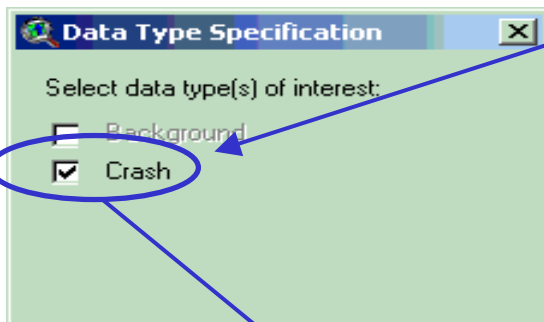 Data Type Specification
Select data type(s) of interest:
Background
Crash